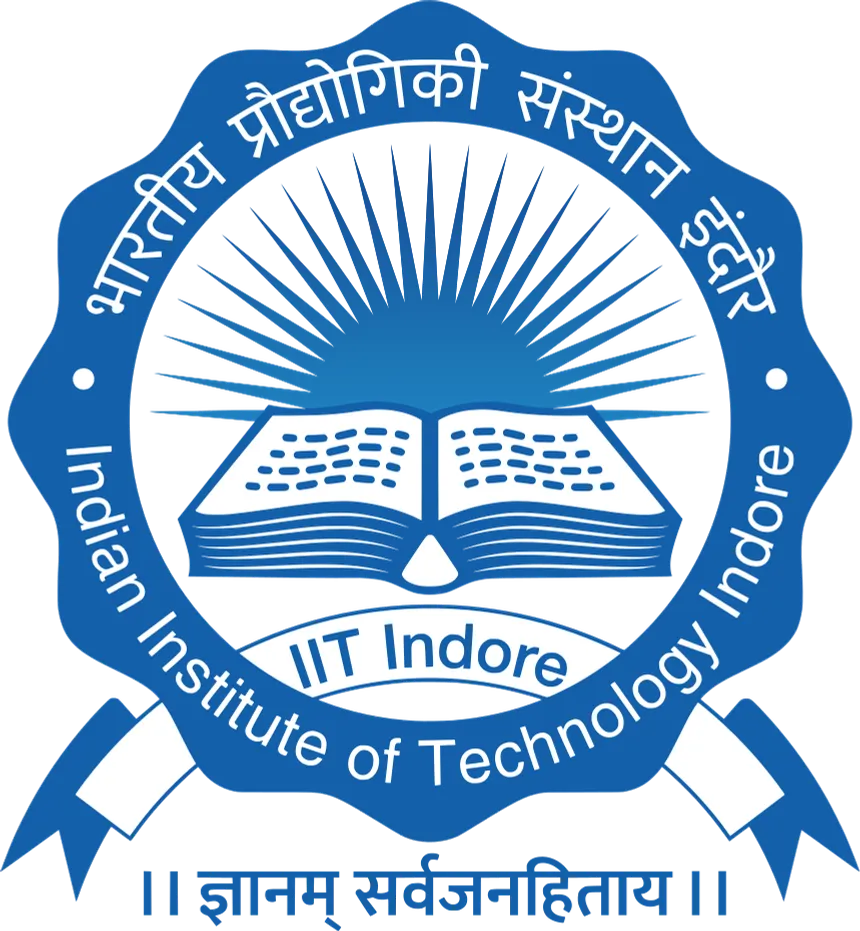 भारतीय प्रौद्योगिकी संस्थान इंदौर
Indian Institute of Technology Indore
IIT Indore
।। ज्ञानम् सर्वजनहिताय ।।